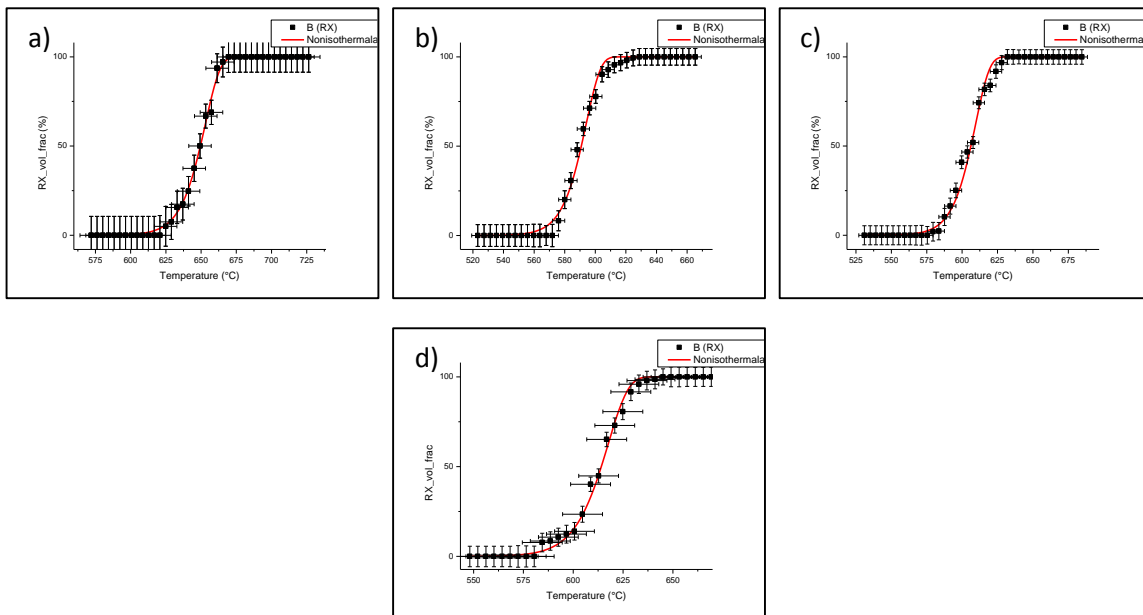 a)
B (RX)
Nonisothermala
100
50
0
RX_vol_frac (%)
575 600 625 650 675 700 725
Temperature (°C)
b)
B (RX)
Nonisothermala
100
50
0
RX_vol_frac (%)
520 540 560 580 600 620 640 660
Temperature (°C)
c)
B (RX)
Nonisothermala
100
50
0
RX_vol_frac (%)
525 550 575 600 625 650 675
Temperature (°C)
d)
B (RX)
Nonisothermala
100
50
0
RX_vol_frac
550 575 600 625 650
Temperature (°C)